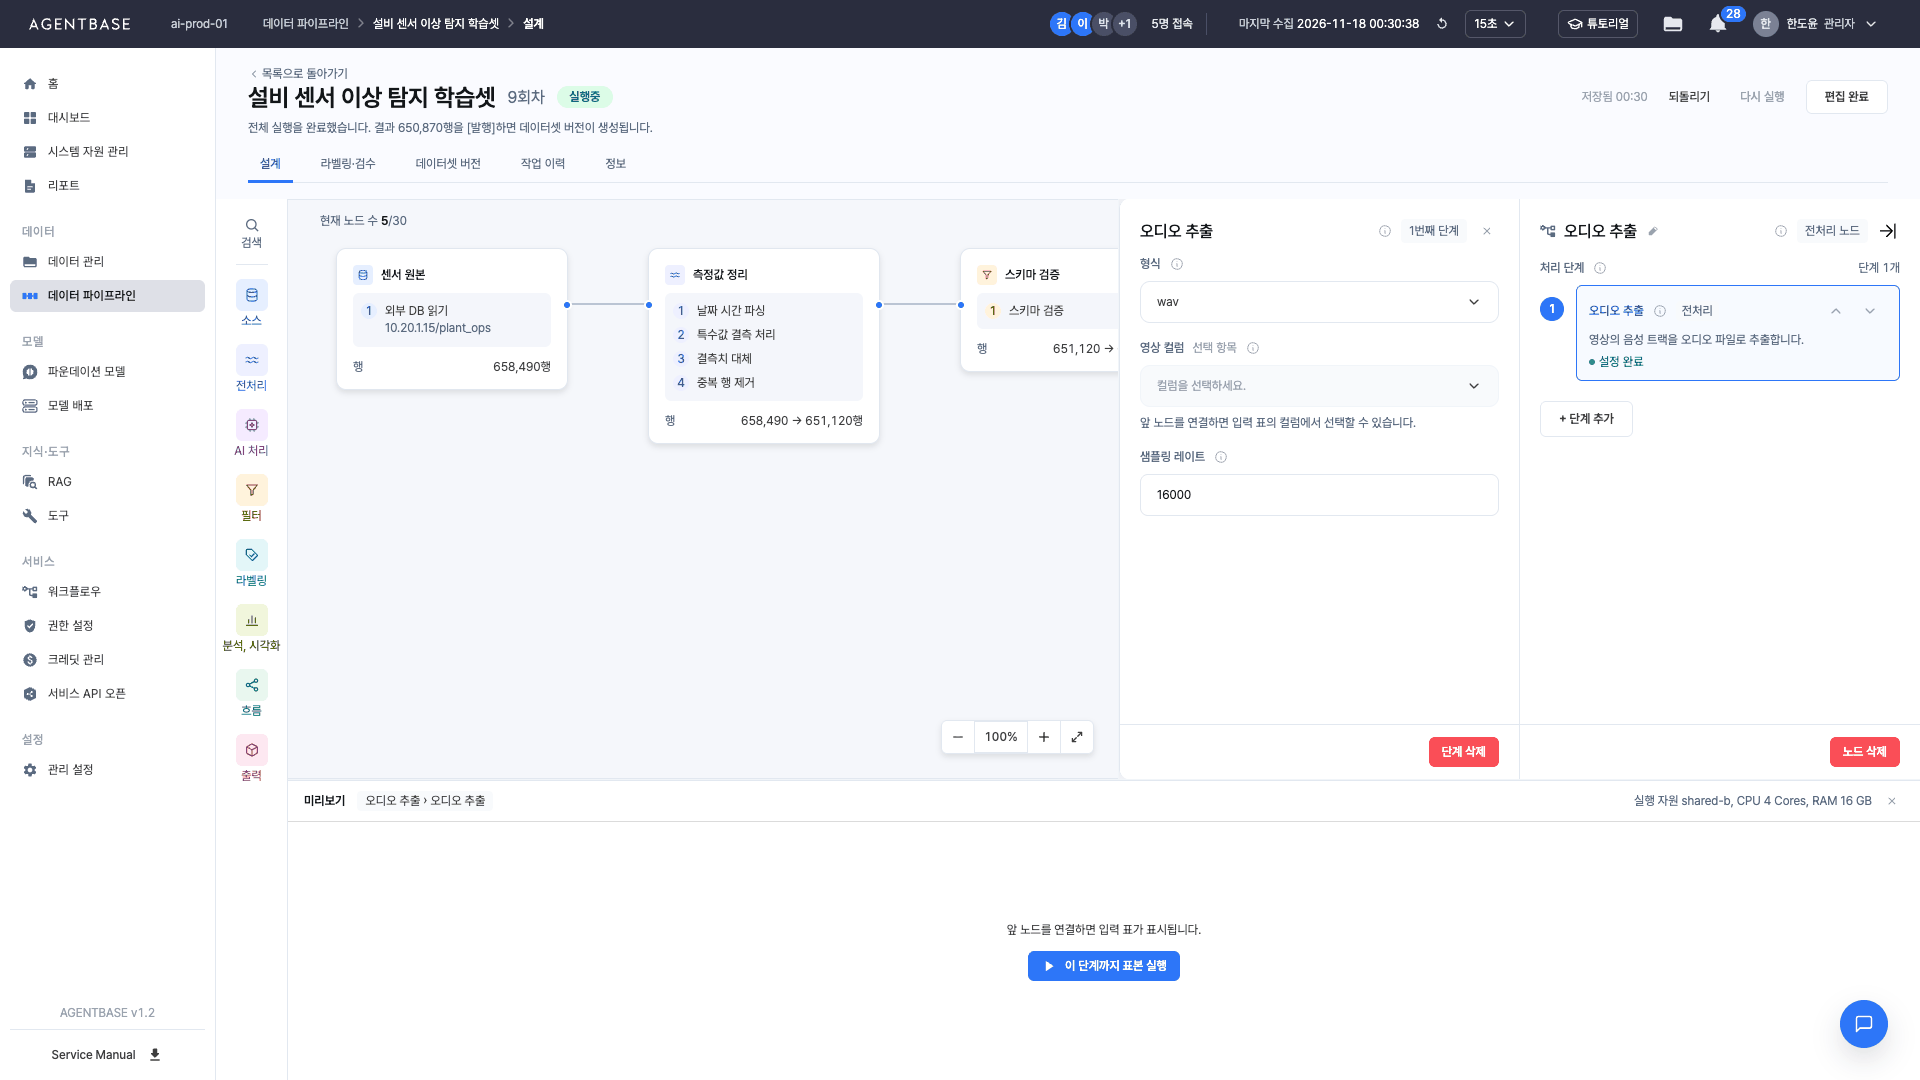 AGENTBASE
ai-prod-01
데이터 파이프라인 > 설비 센서 이상 탐지 학습셋 > 설계
김 이 박 +1 5명 접속
마지막 수집 2026-11-18 00:30:38
15초
튜토리얼
28
한 한도윤 관리자
홈
대시보드
시스템 자원 관리
리포트
데이터
데이터 관리
데이터 파이프라인
모델
파운데이션 모델
모델 배포
지식·도구
RAG
도구
서비스
워크플로우
권한 설정
크레딧 관리
서비스 API 오픈
설정
관리 설정
AGENTBASE v1.2
Service Manual
목록으로 돌아가기
설비 센서 이상 탐지 학습셋 9회차 실행중
전체 실행을 완료했습니다. 결과 650,870행을 [발행]하면 데이터셋 버전이 생성됩니다.
저장됨 00:30 되돌리기 다시 실행 편집 완료
설계 라벨링·검수 데이터셋 버전 작업 이력 정보
검색
소스
전처리
AI 처리
필터
라벨링
분석, 시각화
흐름
출력
현재 노드 수 5/30
센서 원본
1 외부 DB 읽기
10.20.1.15/plant_ops
행 658,490행
측정값 정리
1 날짜 시간 파싱
2 특수값 결측 처리
3 결측치 대체
4 중복 행 제거
행 658,490 → 651,120행
스키마 검증
1 스키마 검증
행 651,120 →
100%
오디오 추출 1번째 단계
형식
wav
영상 컬럼 선택 항목
컬럼을 선택하세요.
앞 노드를 연결하면 입력 표의 컬럼에서 선택할 수 있습니다.
샘플링 레이트
16000
단계 삭제
오디오 추출 전처리 노드
처리 단계 단계 1개
1 오디오 추출 전처리
영상의 음성 트랙을 오디오 파일로 추출합니다.
설정 완료
+ 단계 추가
노드 삭제
미리보기 오디오 추출 › 오디오 추출
실행 자원 shared-b, CPU 4 Cores, RAM 16 GB
앞 노드를 연결하면 입력 표가 표시됩니다.
이 단계까지 표본 실행